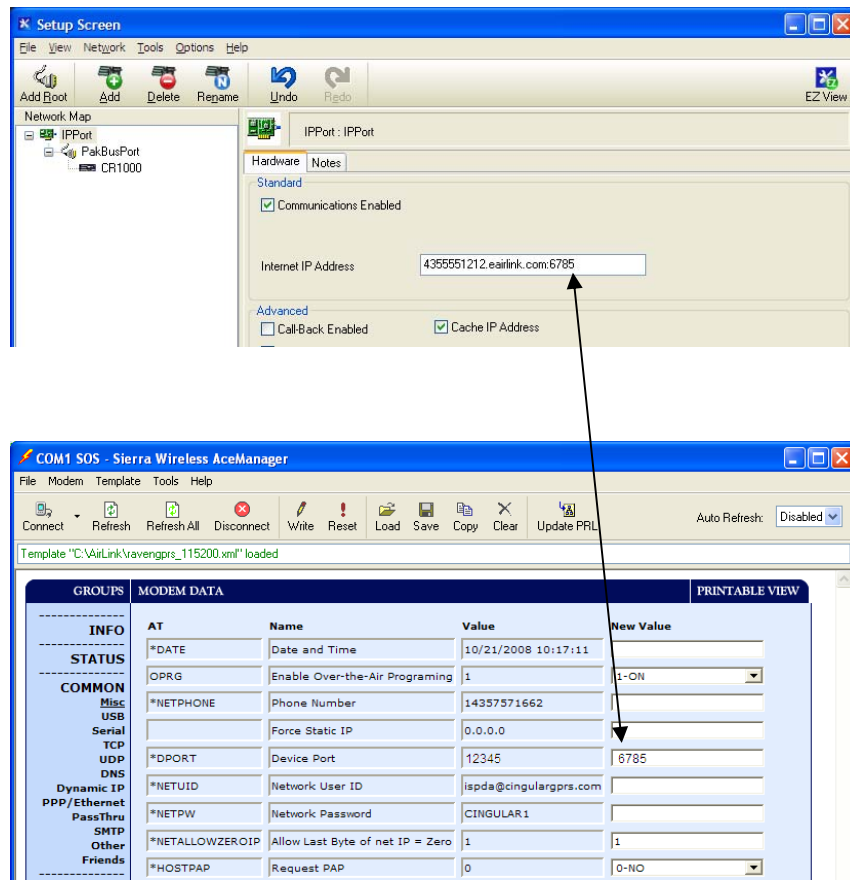 Setup Screen
File View Network Tools Options Help
Add Root Add Delete Rename Undo Redo EZ View
Network Map
IPPort
PakBusPort
CR1000
IPPort : IPPort
Hardware Notes
Standard
Communications Enabled
Internet IP Address 4355551212.eairlink.com:6785
Advanced
Call-Back Enabled Cache IP Address
COM1 SOS - Sierra Wireless AceManager
File Modem Template Tools Help
Connect Refresh Refresh All Disconnect Write Reset Load Save Copy Clear Update PRL Auto Refresh: Disabled
Template "C:\AirLink\ravengprs_115200.xml" loaded
GROUPS MODEM DATA PRINTABLE VIEW
INFO
STATUS
COMMON
Misc
USB
Serial
TCP
UDP
DNS
Dynamic IP
PPP/Ethernet
PassThru
SMTP
Other
Friends
AT Name Value New Value
*DATE Date and Time 10/21/2008 10:17:11
OPRG Enable Over-the-Air Programing 1 1-ON
*NETPHONE Phone Number 14357571662
Force Static IP 0.0.0.0
*DPORT Device Port 12345 6785
*NETUID Network User ID ispda@cingulargprs.com
*NETPW Network Password CINGULAR1
*NETALLOWZEROIP Allow Last Byte of net IP = Zero 1 1
*HOSTPAP Request PAP 0 0-NO